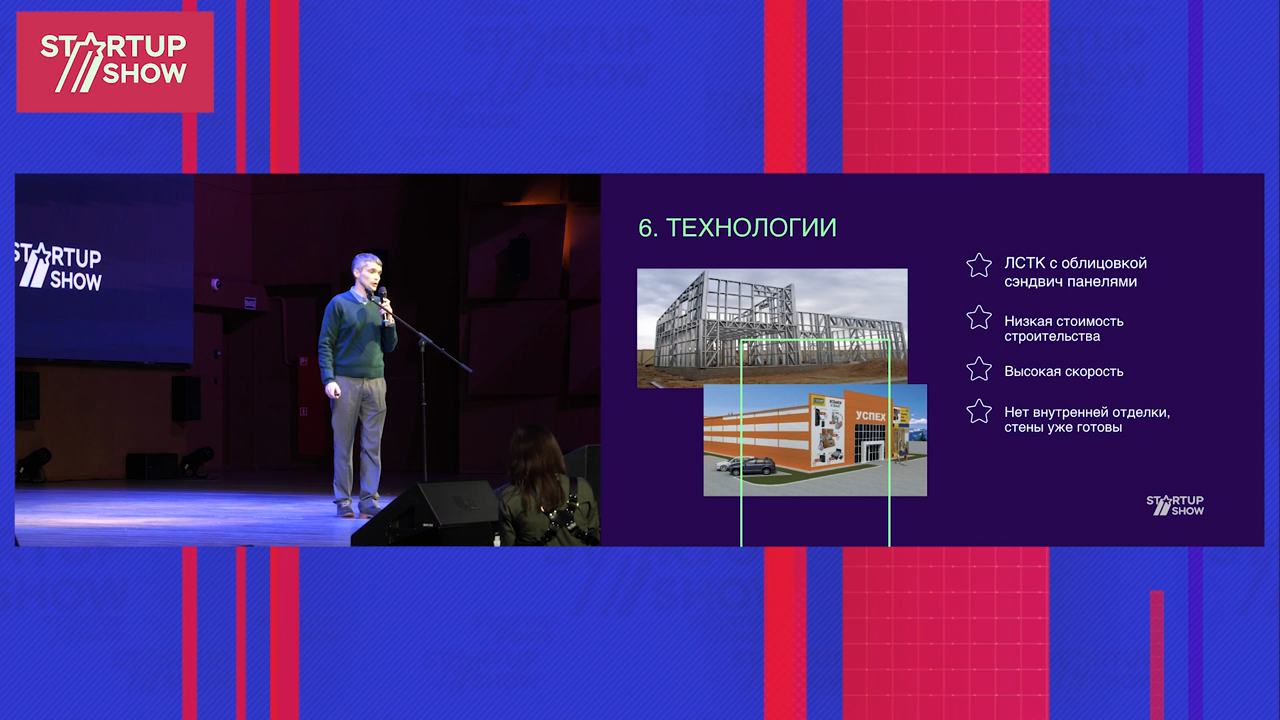 STARTUP
SHOW
STARTUP
SHOW
6. ТЕХНОЛОГИИ
ЛСТК с облицовкой
сэндвич панелями
Низкая стоимость
строительства
Высокая скорость
Нет внутренней отделки,
стены уже готовы
УСПЕХ
STARTUP
SHOW